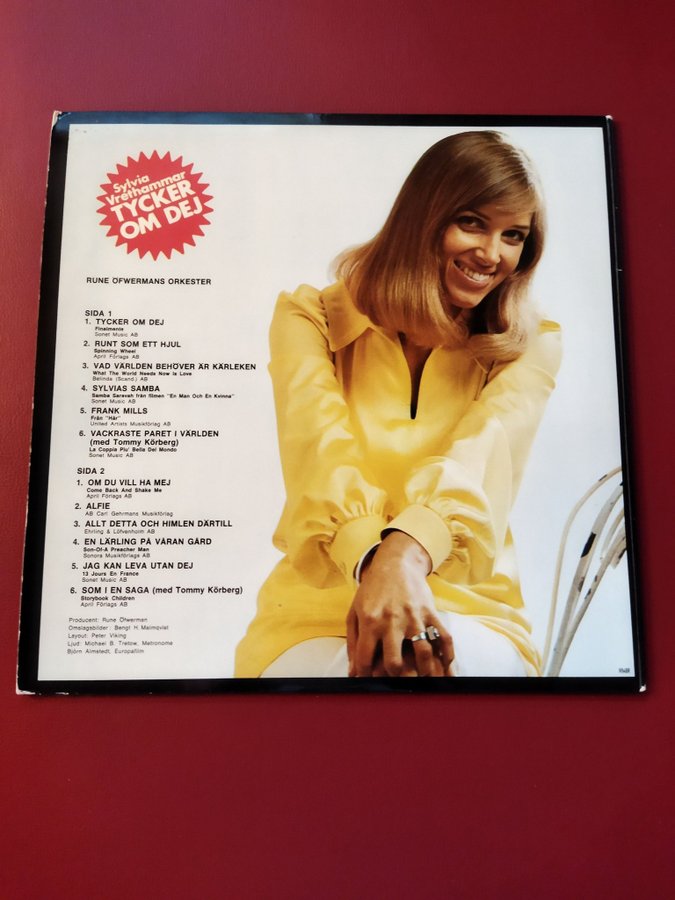 Sylvia
Vrethammar
TYCKER
OM DEJ
RUNE ÖFWERMANS ORKESTER
SIDA 1
1. TYCKER OM DEJ
Finalmente
Sonet Music AB
2. RUNT SOM ETT HJUL
Spinning Wheel
April Förlags AB
3. VAD VÄRLDEN BEHÖVER ÄR KÄRLEKEN
What The World Needs Now Is Love
Belinda (Scand.) AB
4. SYLVIAS SAMBA
Samba Saravah från filmen "En Man Och En Kvinna"
Sonet Music AB
5. FRANK MILLS
Från "Hår"
United Artists Musikförlag AB
6. VACKRASTE PARET I VÄRLDEN
(med Tommy Körberg)
La Coppia Piu' Bella Del Mondo
Sonet Music AB
SIDA 2
1. OM DU VILL HA MEJ
Come Back And Shake Me
April Förlags AB
2. ALFIE
AB Carl Gehrmans Musikförlag
3. ALLT DETTA OCH HIMLEN DÄRTILL
Ehrling & Löfvenholm AB
4. EN LÄRLING PÅ VÅRAN GÅRD
Son-Of-A Preacher Man
Sonora Musikförlags AB
5. JAG KAN LEVA UTAN DEJ
13 Jours En France
Sonet Music AB
6. SOM I EN SAGA (med Tommy Körberg)
Storybook Children
April Förlags AB
Producent: Rune Öfwerman
Omslagsbilder: Bengt H. Malmqvist
Layout: Peter Viking
Ljud: Michael B. Tretow, Metronome
Björn Almstedt, Europafilm